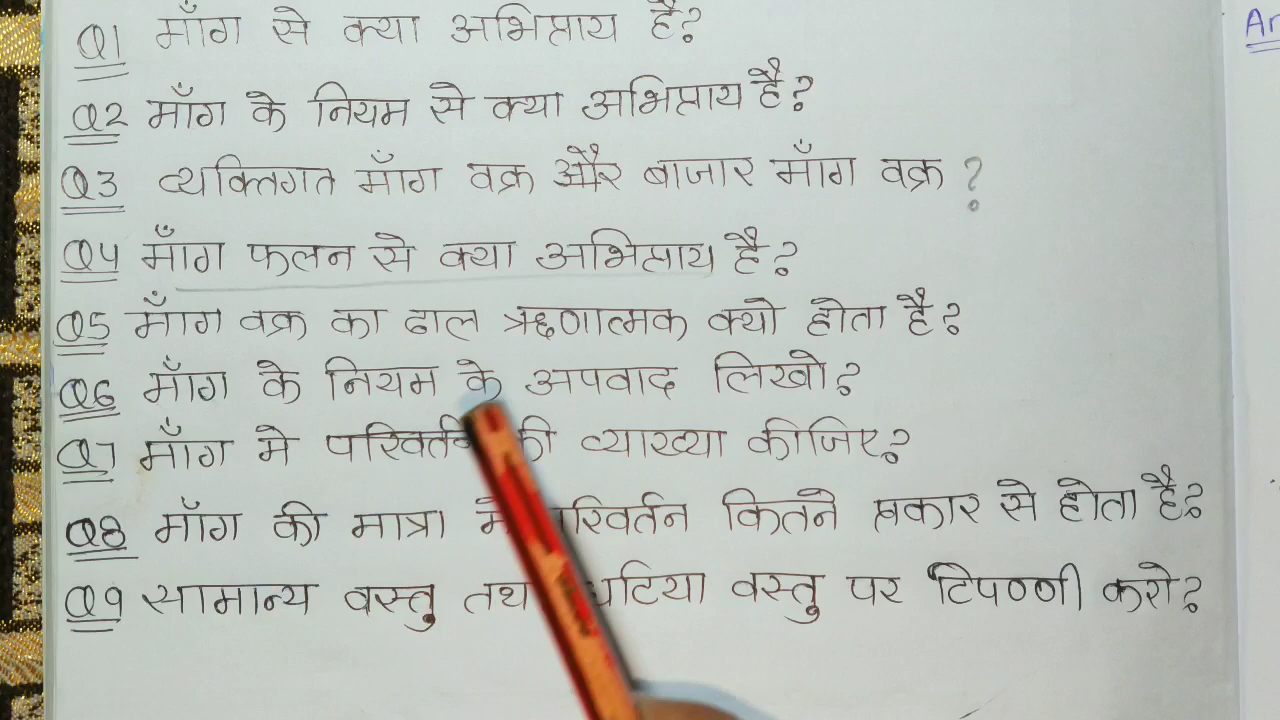 Q1 माँग से क्या अभिप्राय है?
Q2 माँग के नियम से क्या अभिप्राय है?
Q3 व्यक्तिगत माँग वक्र और बाजार माँग वक्र ?
Q4 माँग फलन से क्या अभिप्राय है?
Q5 माँग वक्र का ढाल ऋणात्मक क्यो होता है?
Q6 माँग के नियम के अपवाद लिखो?
Q7 माँग मे की व्याख्या कीजिए?
Q8 माँग की मात्रा कितने प्रकार से होता है?
Q9 सामान्य वस्तु वस्तु पर टिपण्णी करो?